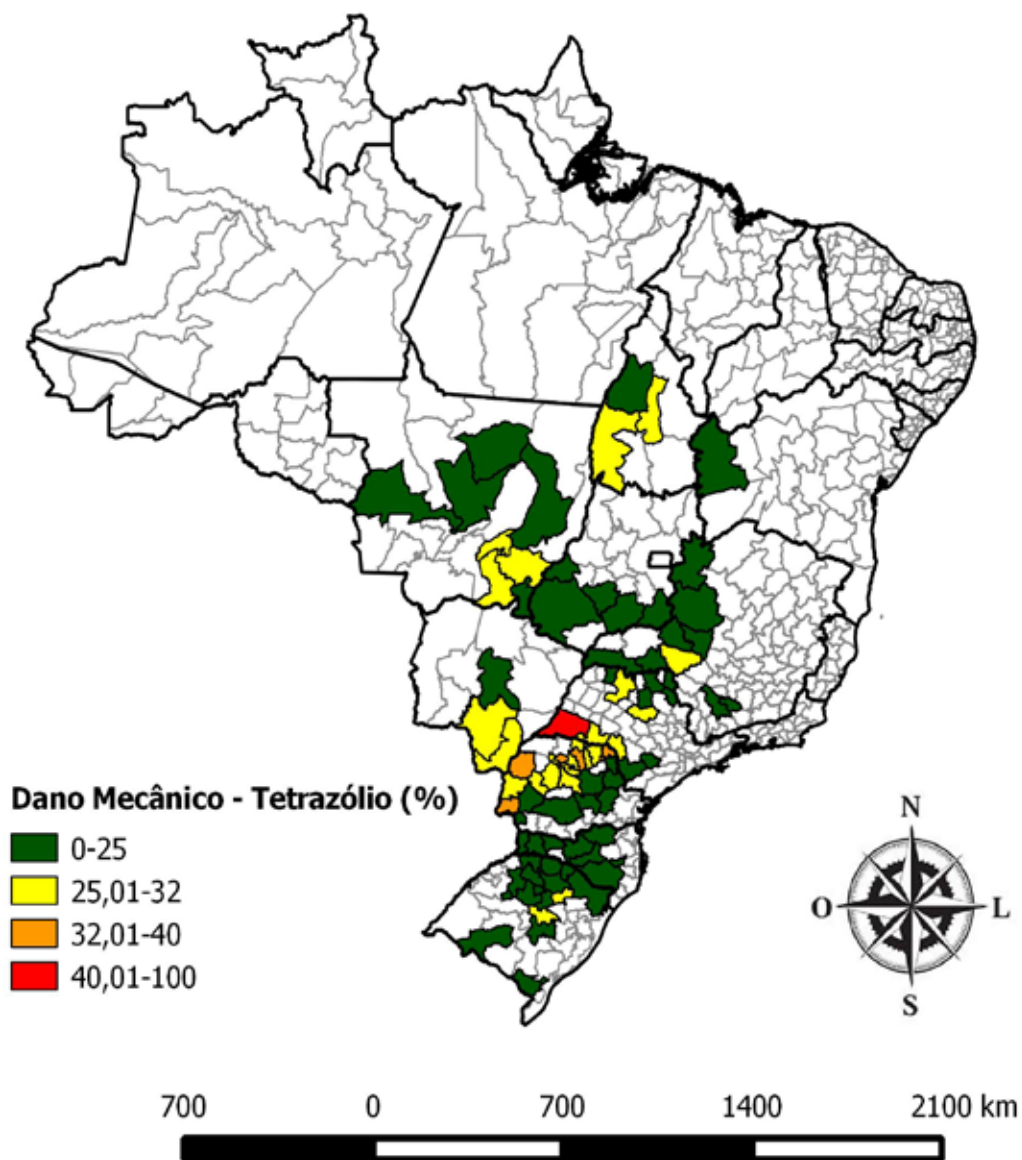 Dano Mecânico - Tetrazólio (%)
0-25
25,01-32
32,01-40
40,01-100
N
O
L
S
700
0
700
1400
2100 km